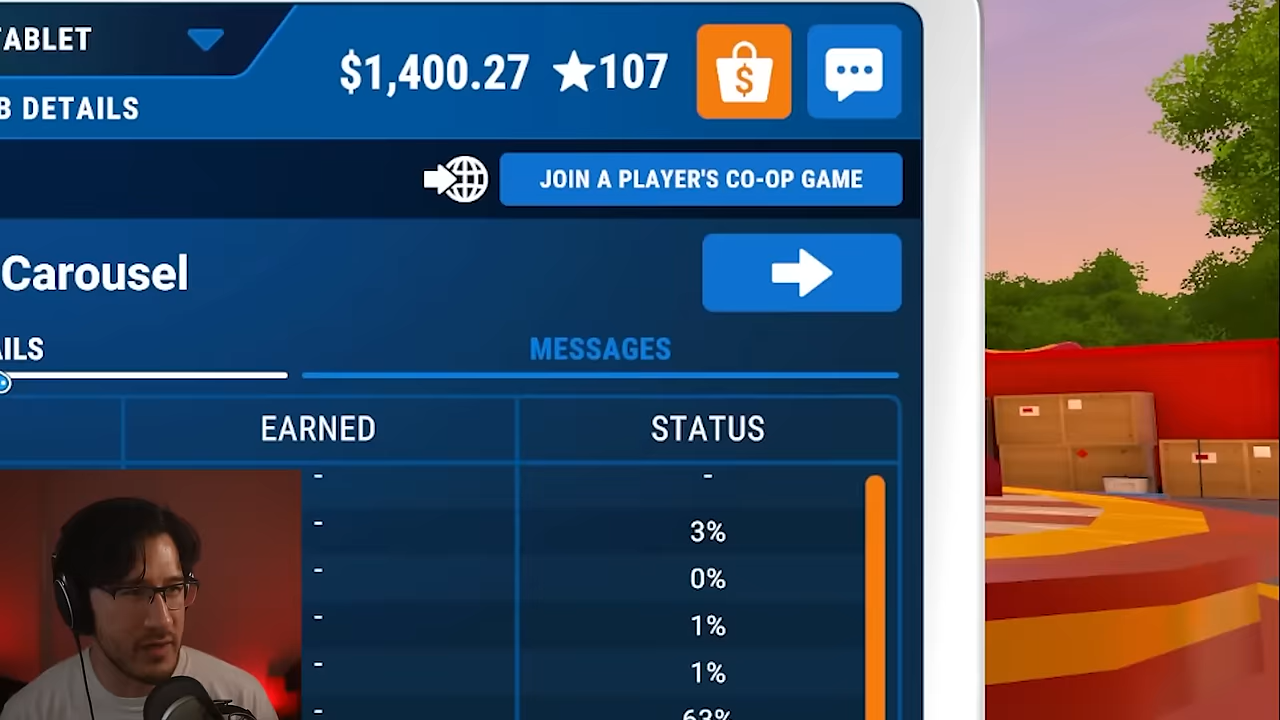 TABLET
$1,400.27 ★107
B DETAILS
JOIN A PLAYER'S CO-OP GAME
Carousel
AILS
MESSAGES
EARNED
STATUS
- -
- 3%
- 0%
- 1%
- 1%
- 63%